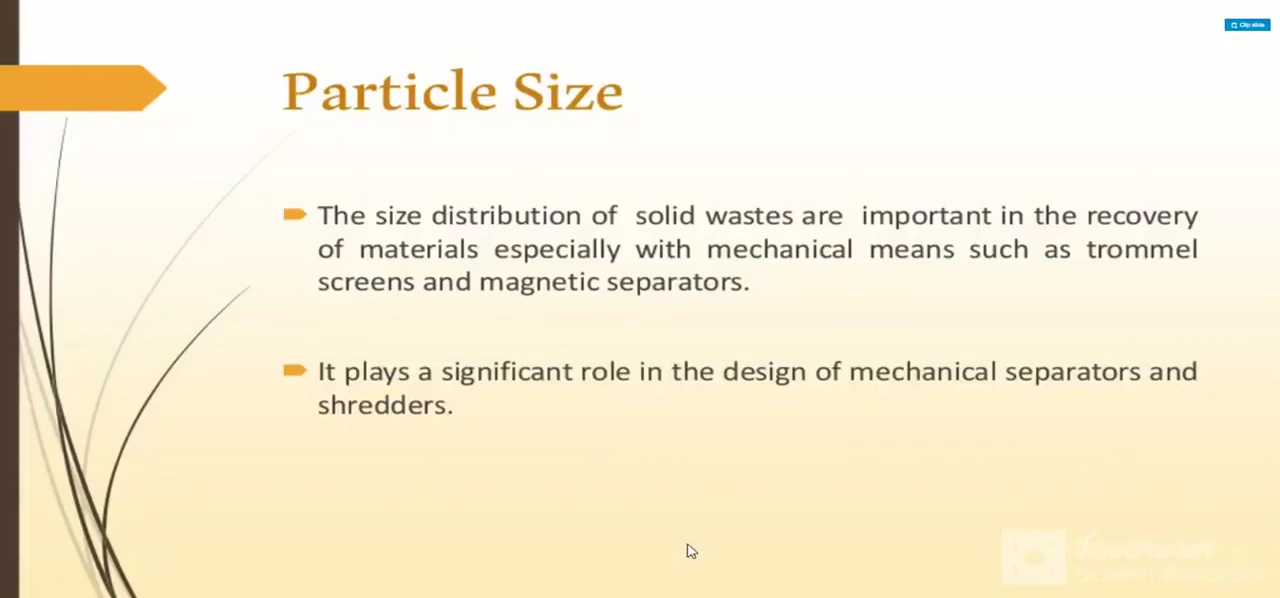 Clip slide
Particle Size
The size distribution of solid wastes are important in the recovery
of materials especially with mechanical means such as trommel
screens and magnetic separators.
It plays a significant role in the design of mechanical separators and
shredders.